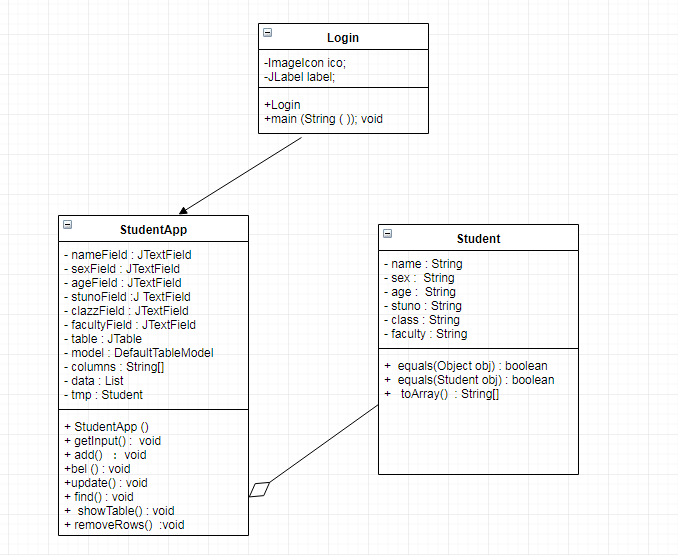 Login
-ImageIcon ico;
-JLabel label;
+Login
+main (String ( )); void
StudentApp
- nameField : JTextField
- sexField : JTextField
- ageField : JTextField
- stunoField :J TextField
- clazzField : JTextField
- facultyField : JTextField
- table : JTable
- model : DefaultTableModel
- columns : String[]
- data : List
- tmp : Student
+ StudentApp ()
+ getInput() : void
+ add() : void
+bel () : void
+update() : void
+ find() : void
+ showTable() : void
+ removeRows() :void
Student
- name : String
- sex : String
- age : String
- stuno : String
- class : String
- faculty : String
+ equals(Object obj) : boolean
+ equals(Student obj) : boolean
+ toArray() : String[]